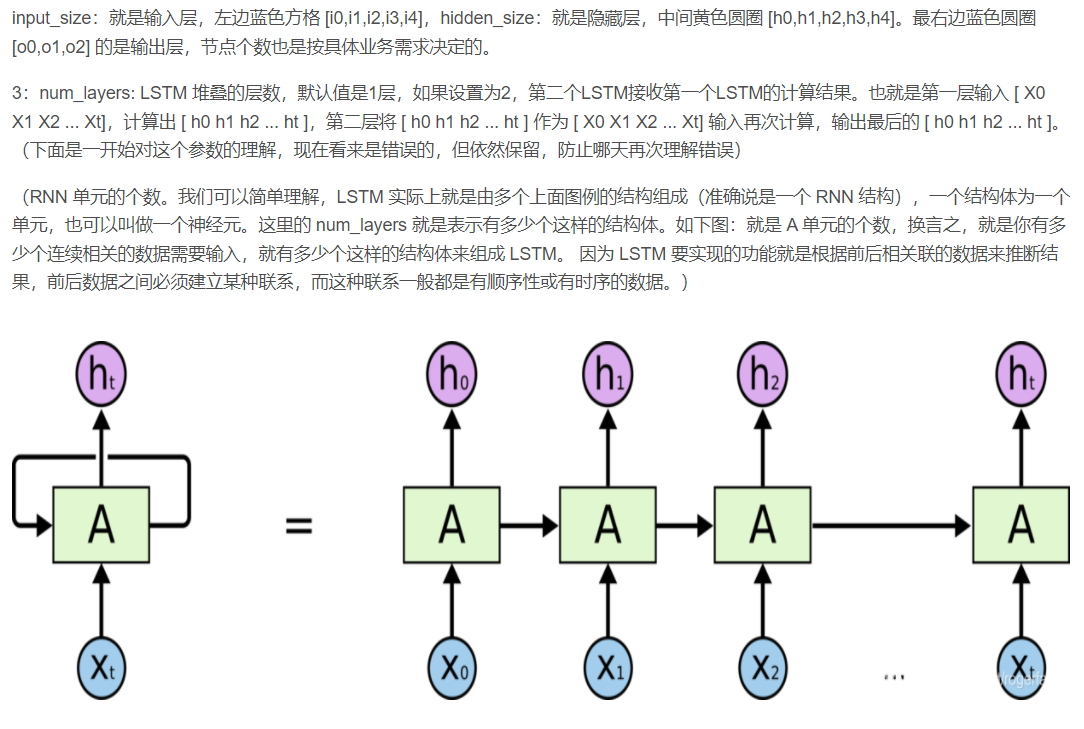 input_size：就是输入层，左边蓝色方格 [i0,i1,i2,i3,i4]，hidden_size：就是隐藏层，中间黄色圆圈 [h0,h1,h2,h3,h4]。最右边蓝色圆圈
[o0,o1,o2] 的是输出层，节点个数也是按具体业务需求决定的。
3：num_layers: LSTM 堆叠的层数，默认值是1层，如果设置为2，第二个LSTM接收第一个LSTM的计算结果。也就是第一层输入 [ X0
X1 X2 ... Xt]，计算出 [ h0 h1 h2 ... ht ]，第二层将 [ h0 h1 h2 ... ht ] 作为 [ X0 X1 X2 ... Xt] 输入再次计算，输出最后的 [ h0 h1 h2 ... ht ]。
（下面是一开始对这个参数的理解，现在看来是错误的，但依然保留，防止哪天再次理解错误）
（RNN 单元的个数。我们可以简单理解，LSTM 实际上就是由多个上面图例的结构组成（准确说是一个 RNN 结构），一个结构体为一个
单元，也可以叫做一个神经元。这里的 num_layers 就是表示有多少个这样的结构体。如下图：就是 A 单元的个数，换言之，就是你有多
少个连续相关的数据需要输入，就有多少个这样的结构体来组成 LSTM。 因为 LSTM 要实现的功能就是根据前后相关联的数据来推断结
果，前后数据之间必须建立某种联系，而这种联系一般都是有顺序性或有时序的数据。）
ht h0 h1 h2 ht
A = A A A A
Xt X0 X1 X2 ... Xt